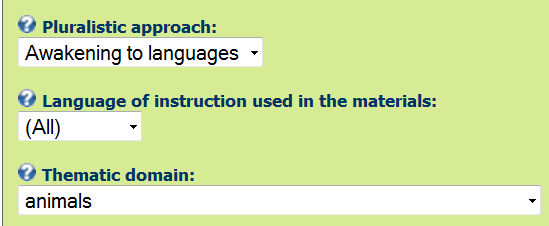 Pluralistic approach:
Awakening to languages
Language of instruction used in the materials:
(All)
Thematic domain:
animals